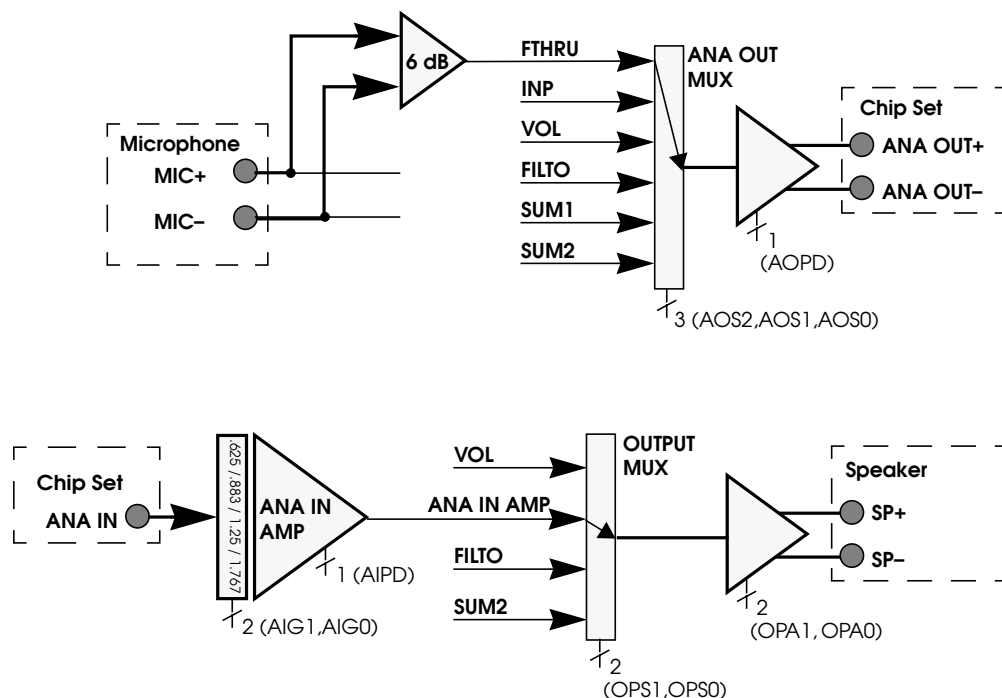 6 dB
FTHRU
ANA OUT
MUX
INP
VOL
FILTO
SUM1
SUM2
Microphone
MIC+
MIC–
Chip Set
ANA OUT+
ANA OUT–
1
(AOPD)
3 (AOS2,AOS1,AOS0)
Chip Set
ANA IN
.625 / .883 / 1.25 / 1.767
ANA IN
AMP
1 (AIPD)
2 (AIG1,AIG0)
VOL
ANA IN AMP
FILTO
SUM2
OUTPUT
MUX
2
(OPS1,OPS0)
2
(OPA1, OPA0)
Speaker
SP+
SP–